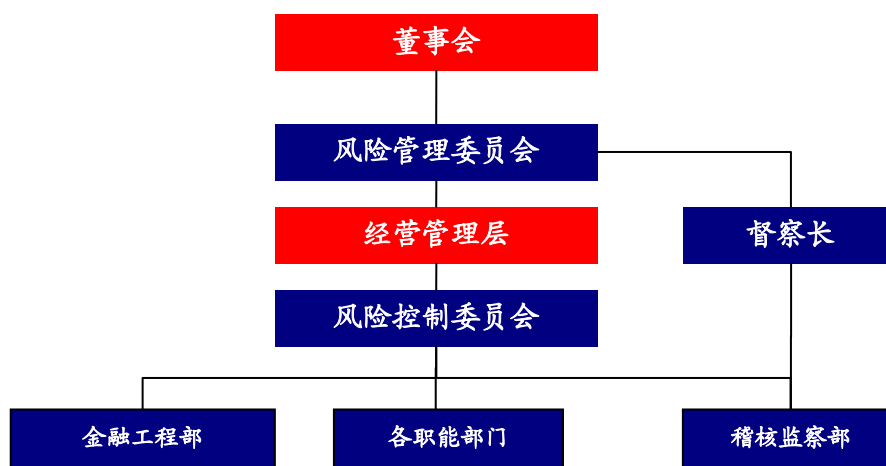 董事会
风险管理委员会
经营管理层
督察长
风险控制委员会
金融工程部
各职能部门
稽核监察部